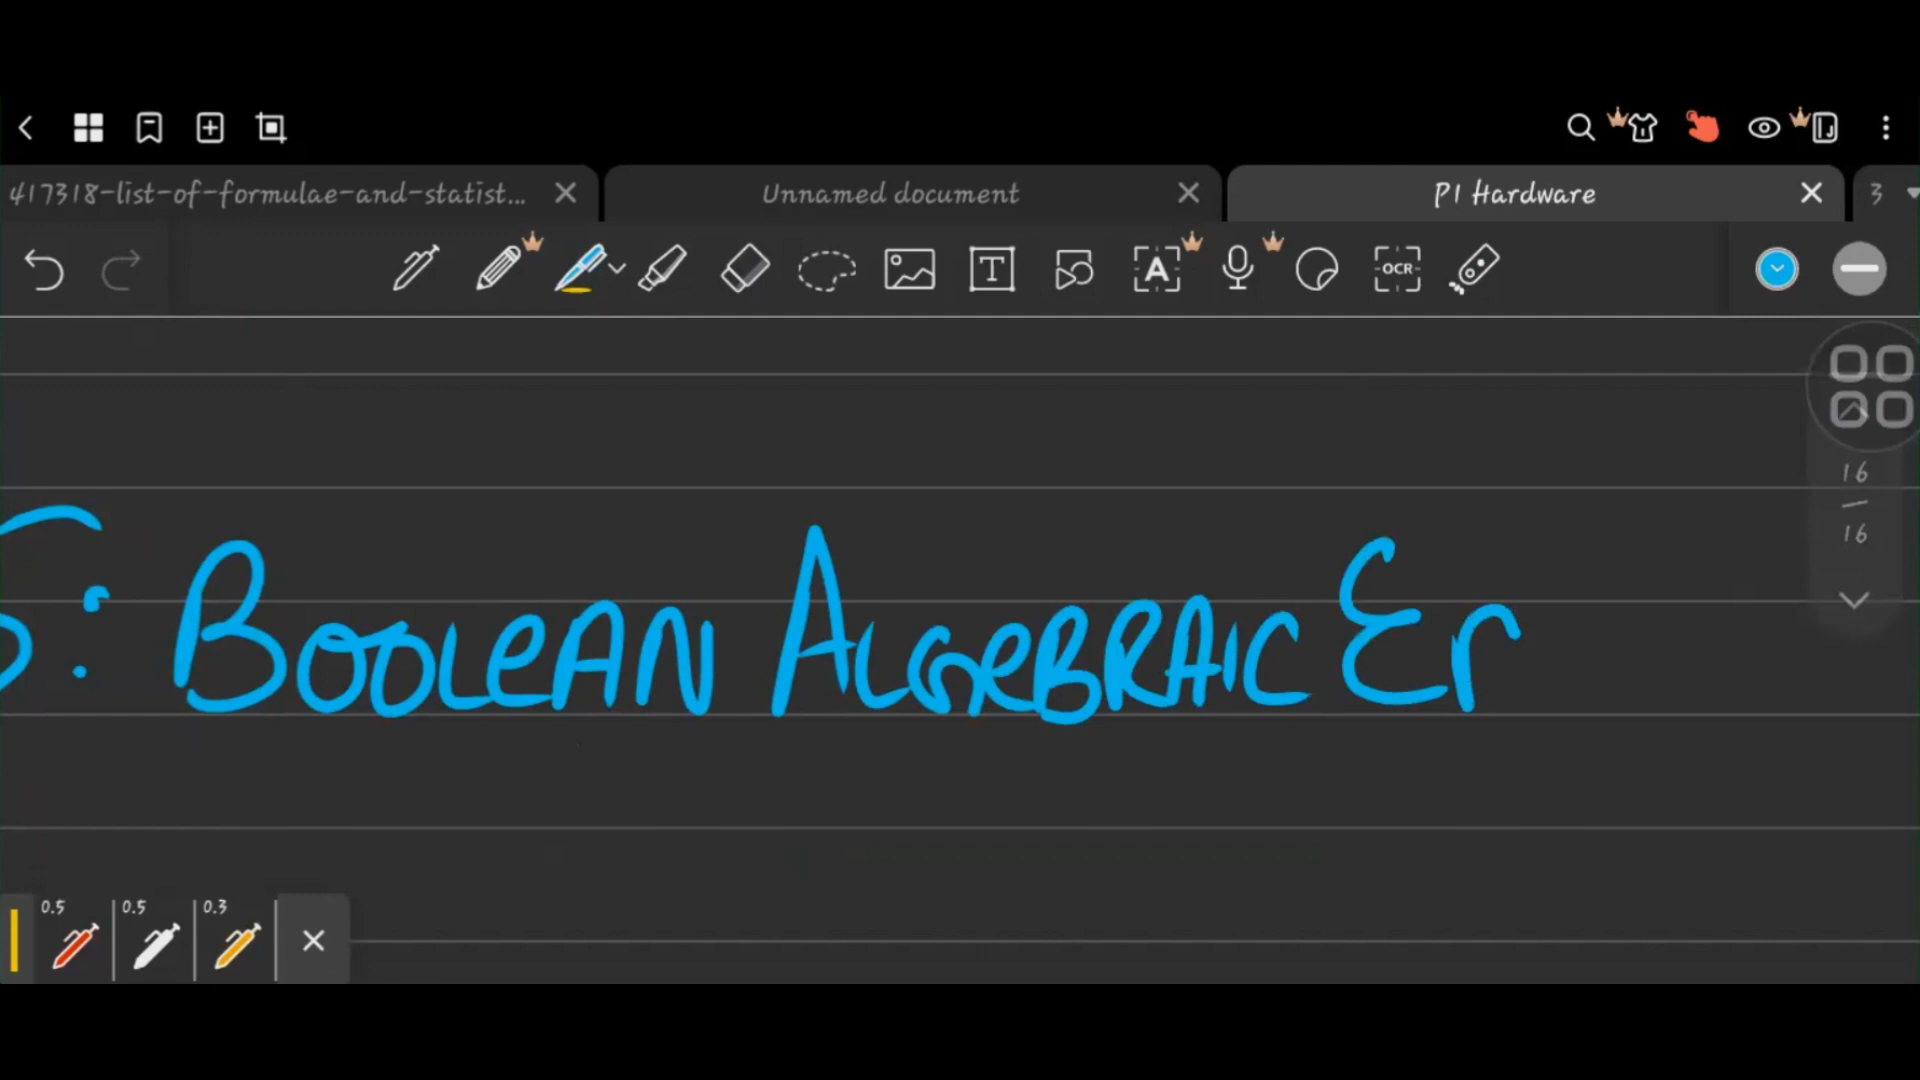 417318-list-of-formulae-and-statist...
Unnamed document
P1 Hardware
3
T
A
OCR
16
16
: BOOLEAN ALGEBRAIC Er
0.5
0.5
0.3